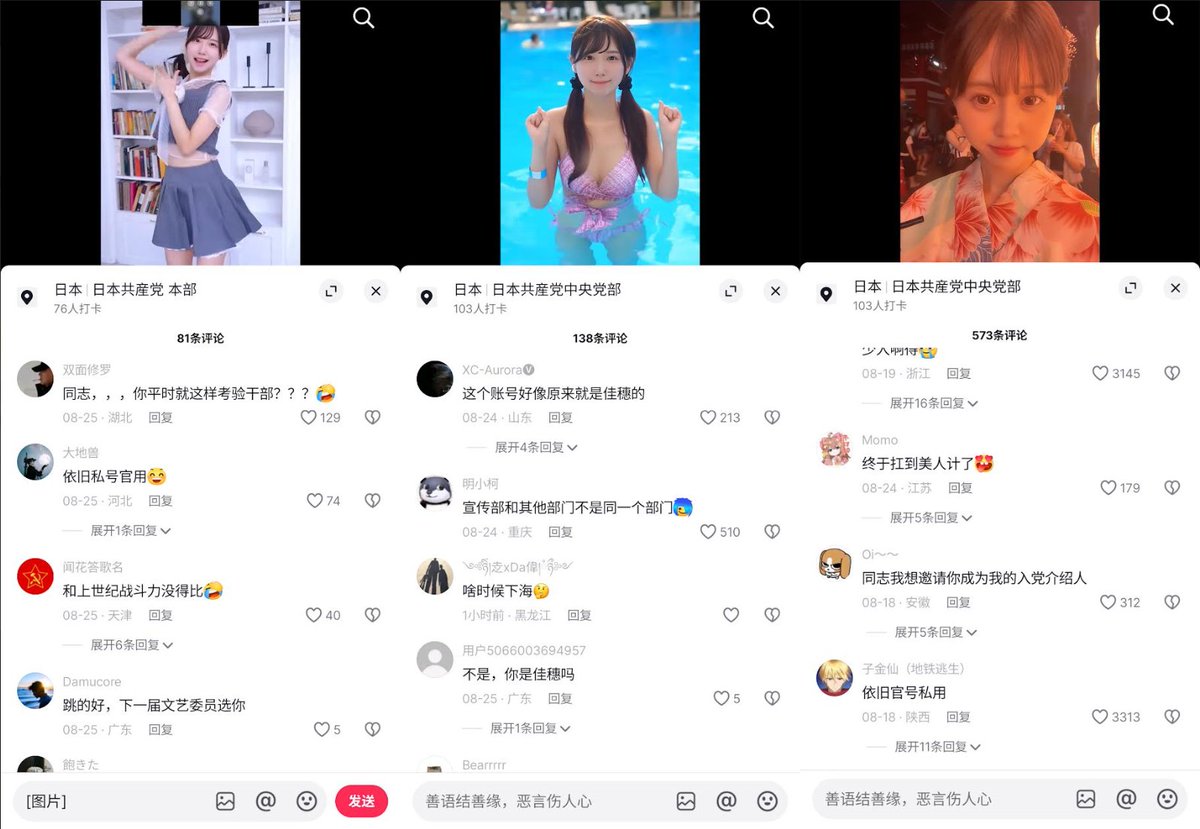 日本 | 日本共産党 本部
76人打卡
81条评论
双面修罗
同志，，，你平时就这样考验干部？？？🤣
08-25 · 湖北 回复
129
大地兽
依旧私号官用😅
08-25 · 河北 回复
74
展开1条回复
闻花答歌名
和上世纪战斗力没得比🤣
08-25 · 天津 回复
40
展开6条回复
Damucore
跳的好，下一届文艺委员选你
08-25 · 广东 回复
5
飽きた
[图片]
@
发送
日本 | 日本共産党中央党部
103人打卡
138条评论
XC-Aurora
这个账号好像原来就是佳穗的
08-24 · 山东 回复
213
展开4条回复
明小柯
宣传部和其他部门不是同一个部门
08-24 · 重庆 回复
510
啥时候下海🤔
1小时前 · 黑龙江 回复
用户5066003694957
不是，你是佳穗吗
08-25 · 广东 回复
5
展开1条回复
Bearrrrr
善语结善缘，恶言伤人心
@
日本 | 日本共産党中央党部
103人打卡
573条评论
08-19 · 浙江 回复
3145
展开16条回复
Momo
终于扛到美人计了😍
08-24 · 江苏 回复
179
展开5条回复
Oi～～
同志我想邀请你成为我的入党介绍人
08-18 · 安徽 回复
312
展开5条回复
子金仙（地铁逃生）
依旧官号私用
08-18 · 陕西 回复
3313
展开11条回复
善语结善缘，恶言伤人心
@